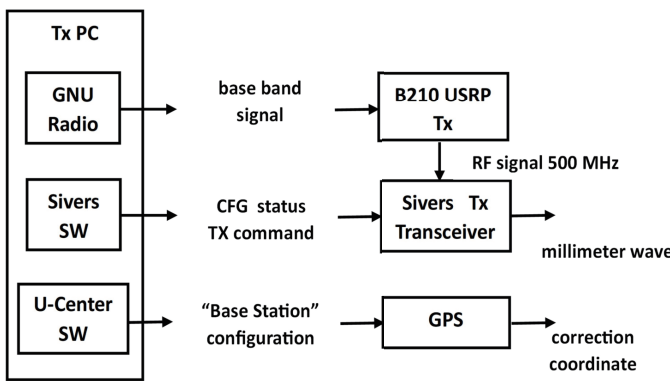 Tx PC
GNU
Radio
base band
signal
B210 USRP
Tx
RF signal 500 MHz
Sivers
SW
CFG status
TX command
Sivers Tx
Transceiver
millimeter wave
U-Center
SW
“Base Station”
configuration
GPS
correction
coordinate